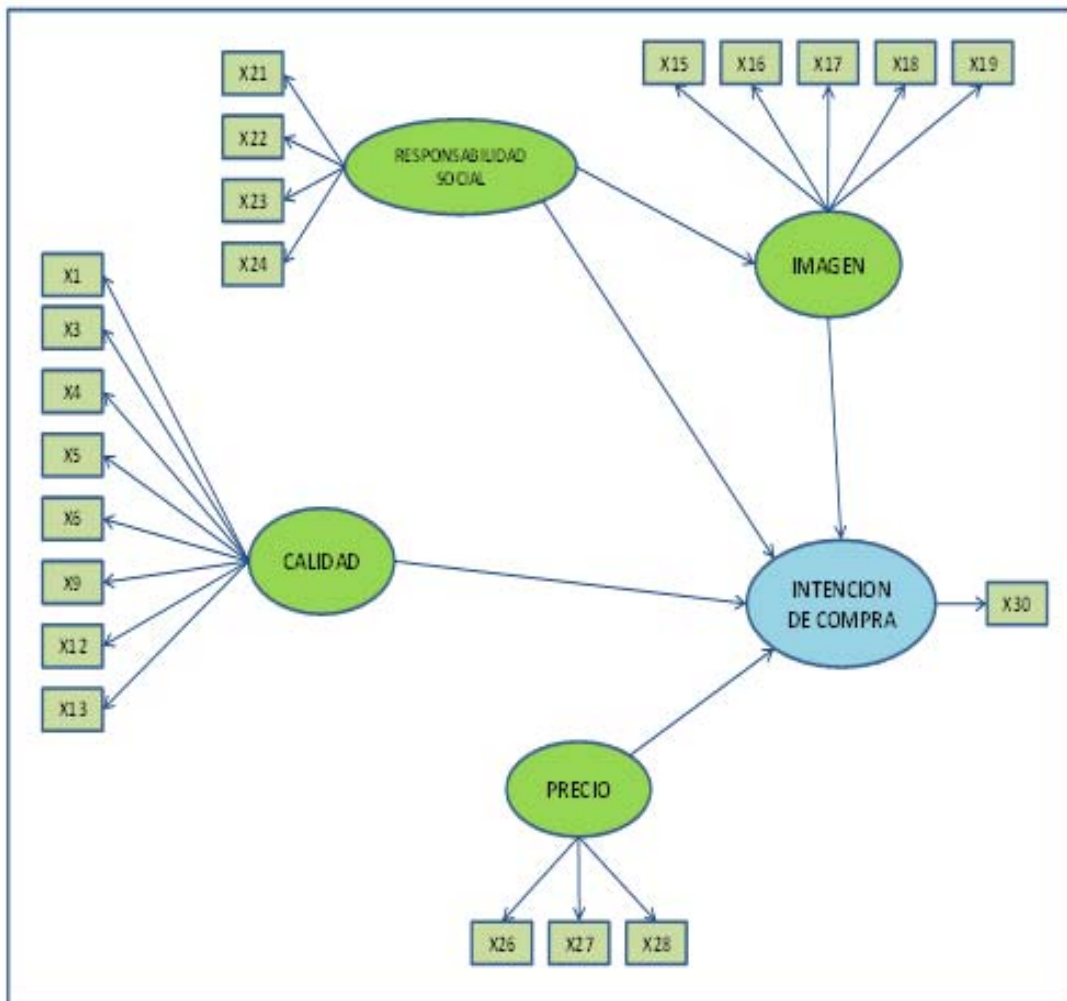 X15
X16
X17
X18
X19
X21
X22
X23
X24
RESPONSABILIDAD
SOCIAL
IMAGEN
X1
X3
X4
X5
X6
X9
X12
X13
CALIDAD
INTENCION
DE COMPRA
X30
PRECIO
X26
X27
X28